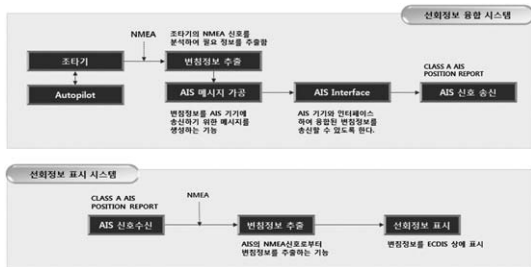 선회정보 융합 시스템
NMEA
조타기의 NMEA 신호를
분석하여 필요 정보를 추출함
조타기
변침정보 추출
CLASS A AIS
POSITION REPORT
Autopilot
AIS 메시지 가공
AIS Interface
AIS 신호 송신
변침정보를 AIS 기기에
송신하기 위한 메시지를
생성하는 기능
AIS 기기와 인터페이스
하여 융합된 변침정보를
송신할 수 있도록 한다.
선회정보 표시 시스템
CLASS A AIS
POSITION REPORT
NMEA
AIS 신호수신
변침정보 추출
선회정보 표시
AIS의 NMEA신호로부터
변침정보를 추출하는 기능
변침정보를 ECDIS 상에 표시